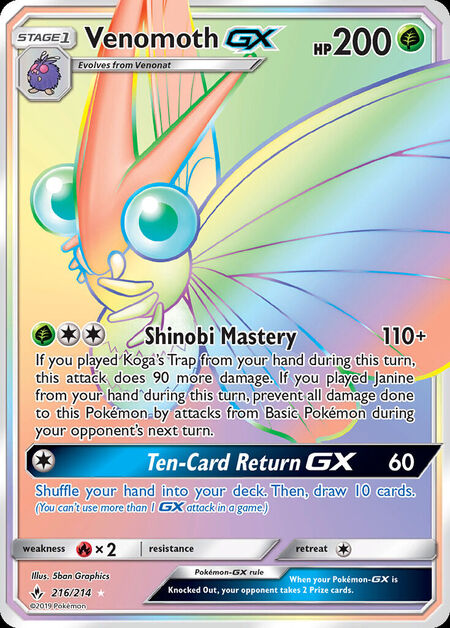 STAGE 1 Venomoth GX HP 200
Evolves from Venonat
Shinobi Mastery 110+
If you played Koga's Trap from your hand during this turn,
this attack does 90 more damage. If you played Janine
from your hand during this turn, prevent all damage done
to this Pokémon by attacks from Basic Pokémon during
your opponent's next turn.
Ten-Card Return GX 60
Shuffle your hand into your deck. Then, draw 10 cards.
(You can't use more than 1 GX attack in a game.)
weakness ×2 resistance retreat
Illus. 5ban Graphics
Pokémon-GX rule
When your Pokémon-GX is
Knocked Out, your opponent takes 2 Prize cards.
216/214
©2019 Pokémon